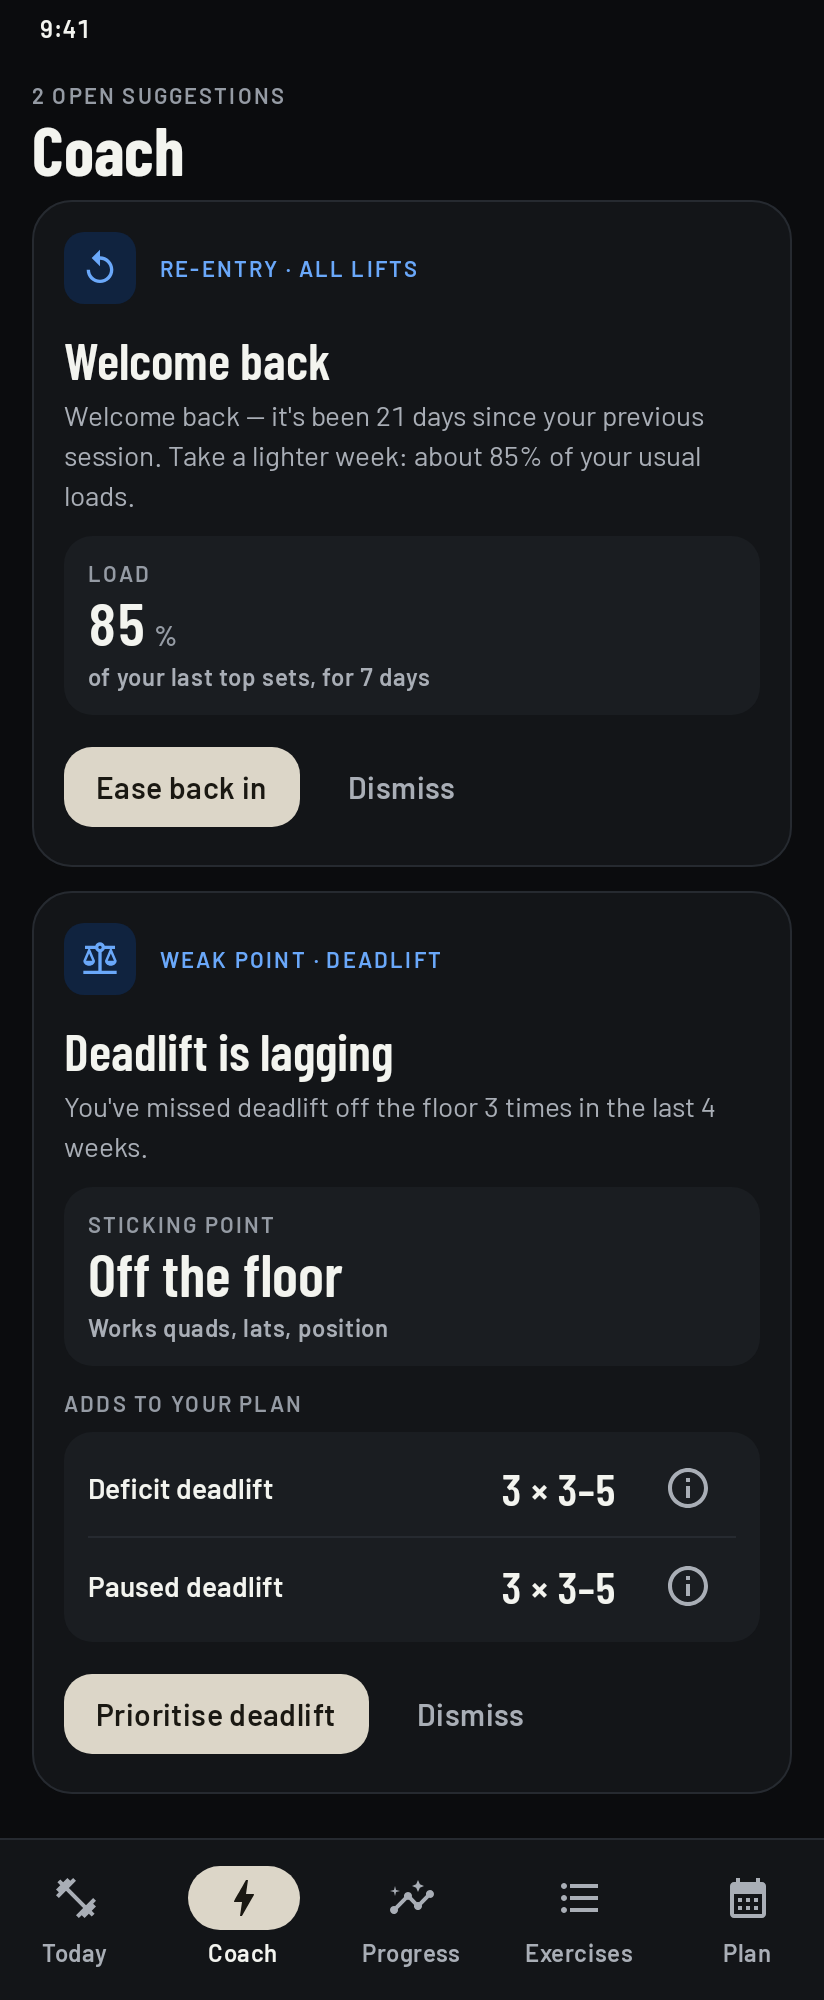 9:41
2 OPEN SUGGESTIONS
Coach
RE-ENTRY · ALL LIFTS
Welcome back
Welcome back — it's been 21 days since your previous
session. Take a lighter week: about 85% of your usual
loads.
LOAD
85 %
of your last top sets, for 7 days
Ease back in Dismiss
WEAK POINT · DEADLIFT
Deadlift is lagging
You've missed deadlift off the floor 3 times in the last 4
weeks.
STICKING POINT
Off the floor
Works quads, lats, position
ADDS TO YOUR PLAN
Deficit deadlift 3 × 3–5
Paused deadlift 3 × 3–5
Prioritise deadlift Dismiss
Today Coach Progress Exercises Plan